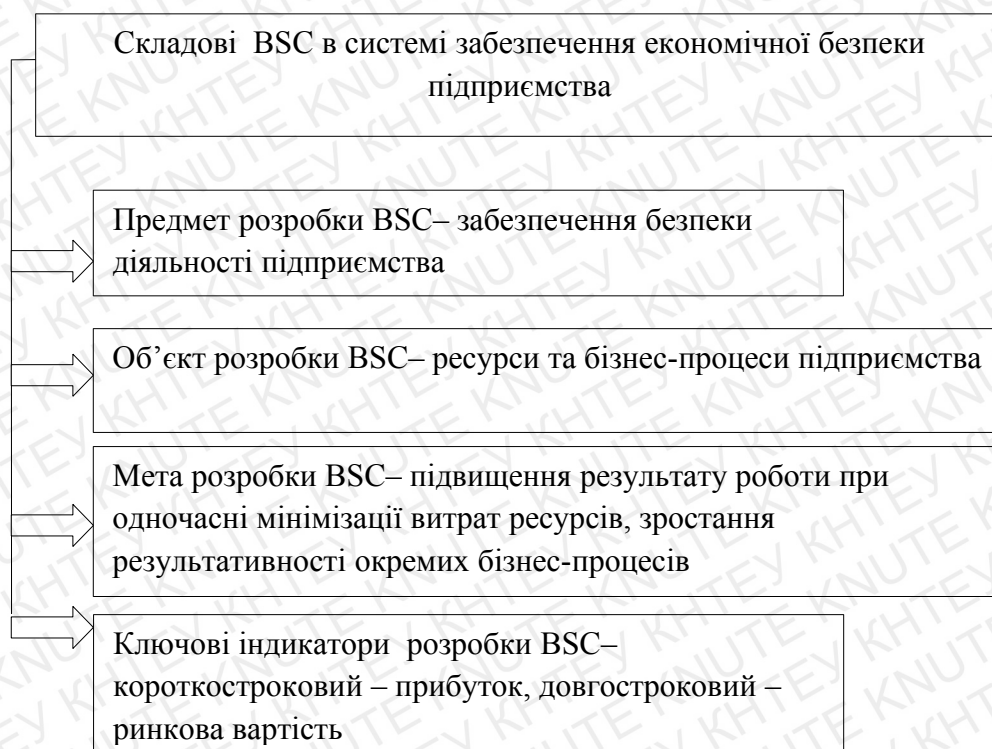 Складові BSC в системі забезпечення економічної безпеки
підприємства
Предмет розробки BSC– забезпечення безпеки
діяльності підприємства
Об’єкт розробки BSC– ресурси та бізнес-процеси підприємства
Мета розробки BSC– підвищення результату роботи при
одночасні мінімізації витрат ресурсів, зростання
результативності окремих бізнес-процесів
Ключові індикатори розробки BSC–
короткостроковий – прибуток, довгостроковий –
ринкова вартість